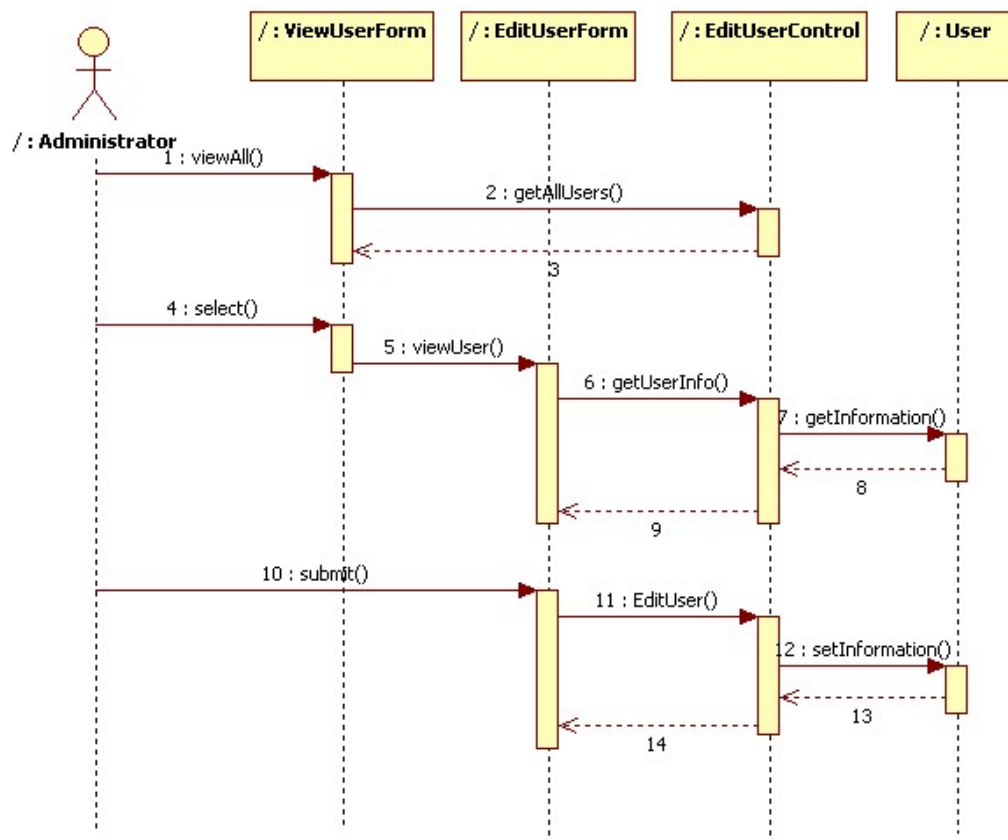 / : ViewUserForm
/ : EditUserForm
/ : EditUserControl
/ : User
/ : Administrator
1 : viewAll()
2 : getAllUsers()
3
4 : select()
5 : viewUser()
6 : getUserInfo()
7 : getInformation()
8
9
10 : submit()
11 : EditUser()
12 : setInformation()
13
14